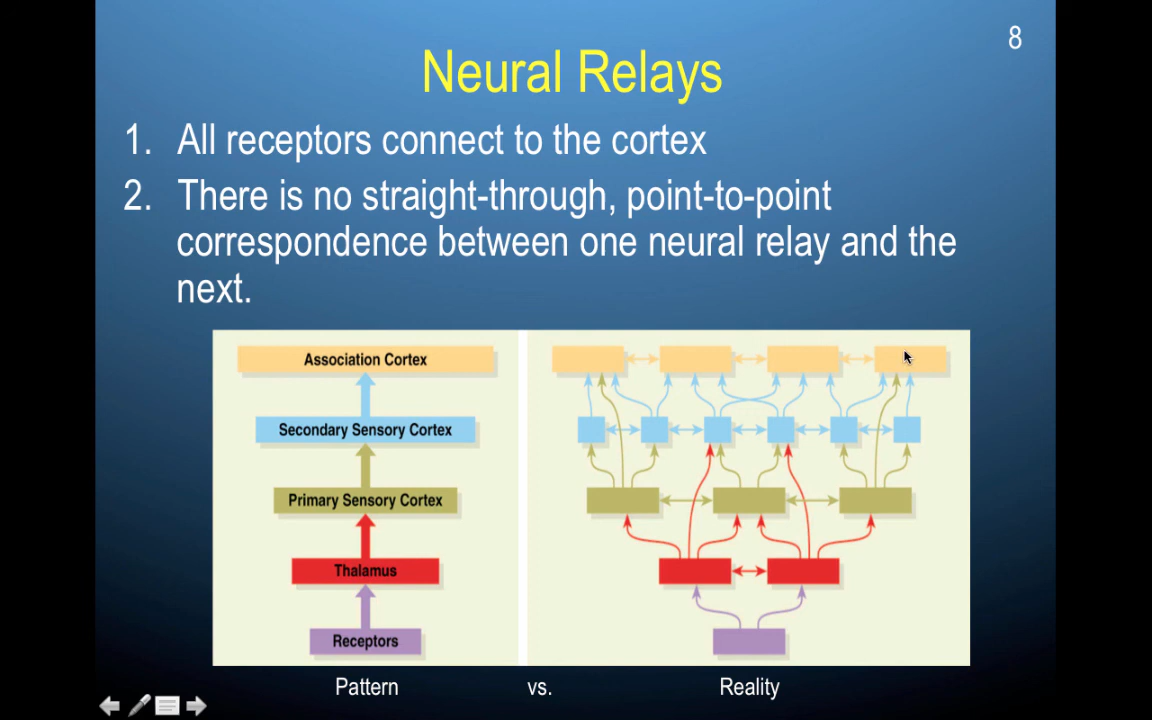 8
Neural Relays
1. All receptors connect to the cortex
2. There is no straight-through, point-to-point
correspondence between one neural relay and the
next.
Association Cortex
Secondary Sensory Cortex
Primary Sensory Cortex
Thalamus
Receptors
Pattern vs. Reality